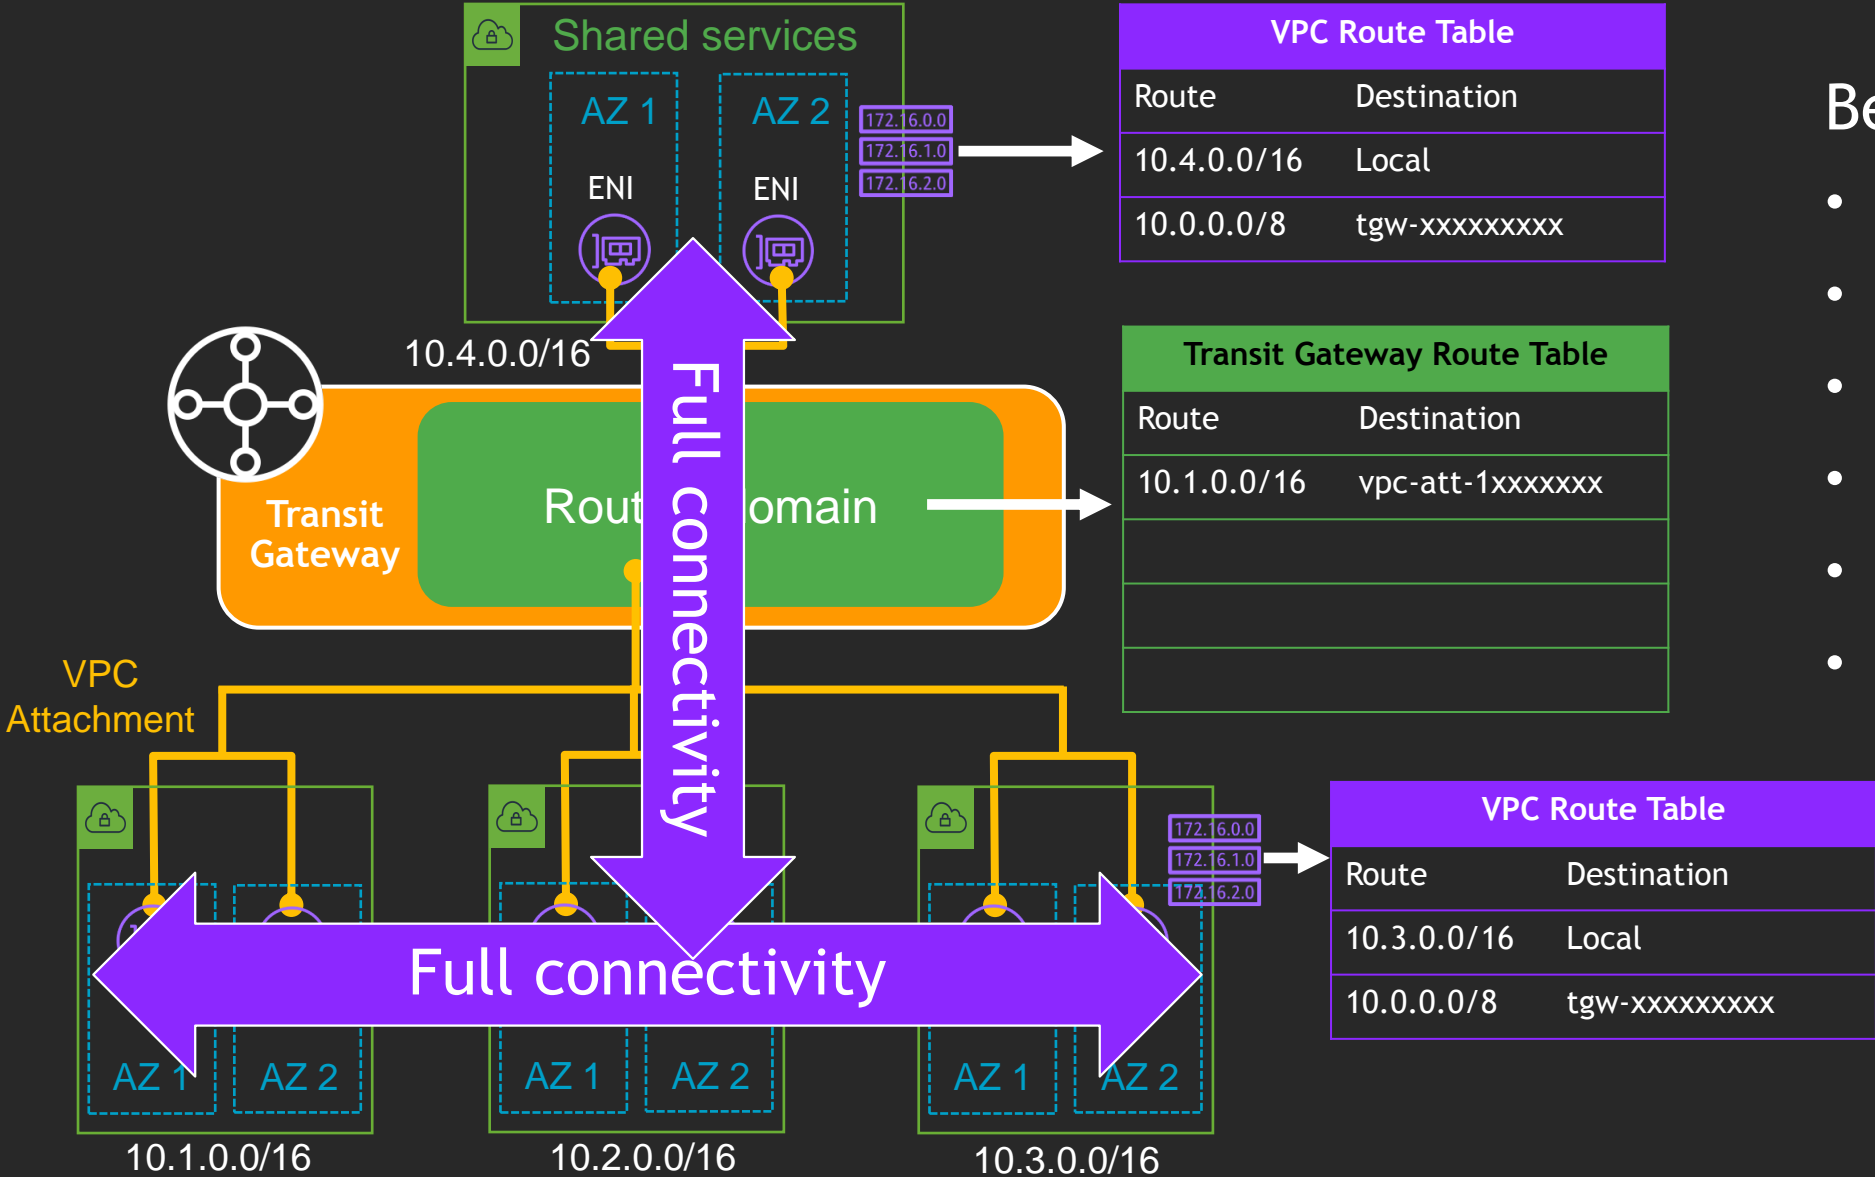 Shared services
AZ 1
AZ 2
ENI
ENI
172.16.0.0
172.16.1.0
172.16.2.0
10.4.0.0/16
VPC Route Table
Route Destination
10.4.0.0/16 Local
10.0.0.0/8 tgw-xxxxxxxxx
Be
Transit
Gateway
Rout omain
Full connectivity
Transit Gateway Route Table
Route Destination
10.1.0.0/16 vpc-att-1xxxxxxx
VPC
Attachment
172.16.0.0
172.16.1.0
172.16.2.0
VPC Route Table
Route Destination
10.3.0.0/16 Local
10.0.0.0/8 tgw-xxxxxxxxx
Full connectivity
AZ 1
AZ 2
AZ 1
AZ 2
AZ 1
AZ 2
10.1.0.0/16
10.2.0.0/16
10.3.0.0/16